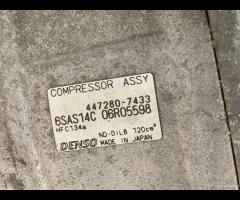 COMPRESSOR ASSY
447280-7433
6SAS14C 06R05598
HFC134a
ND-OIL8 120cm³
DENSO MADE IN JAPAN